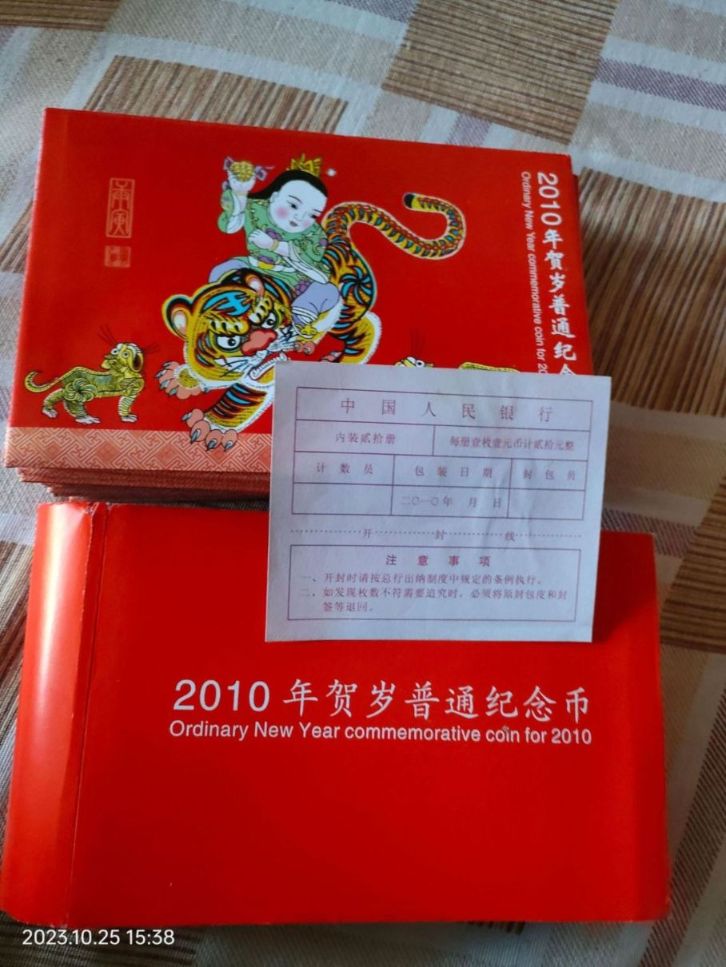 庚寅
2010年贺岁普通纪念
Ordinary New Year commemorative coin for 20
中国人民银行
内装贰拾册 每册壹枚壹元币计贰拾元整
计数员 包装日期 封包员
二〇一〇年 月 日
开 封 线
注意事项
一、开封时请按总行出纳制度中规定的条例执行。
二、如发现枚数不符需要追究时，必须将原封包皮和封
签等退回。
2010 年贺岁普通纪念币
Ordinary New Year commemorative coin for 2010
2023.10.25 15:38